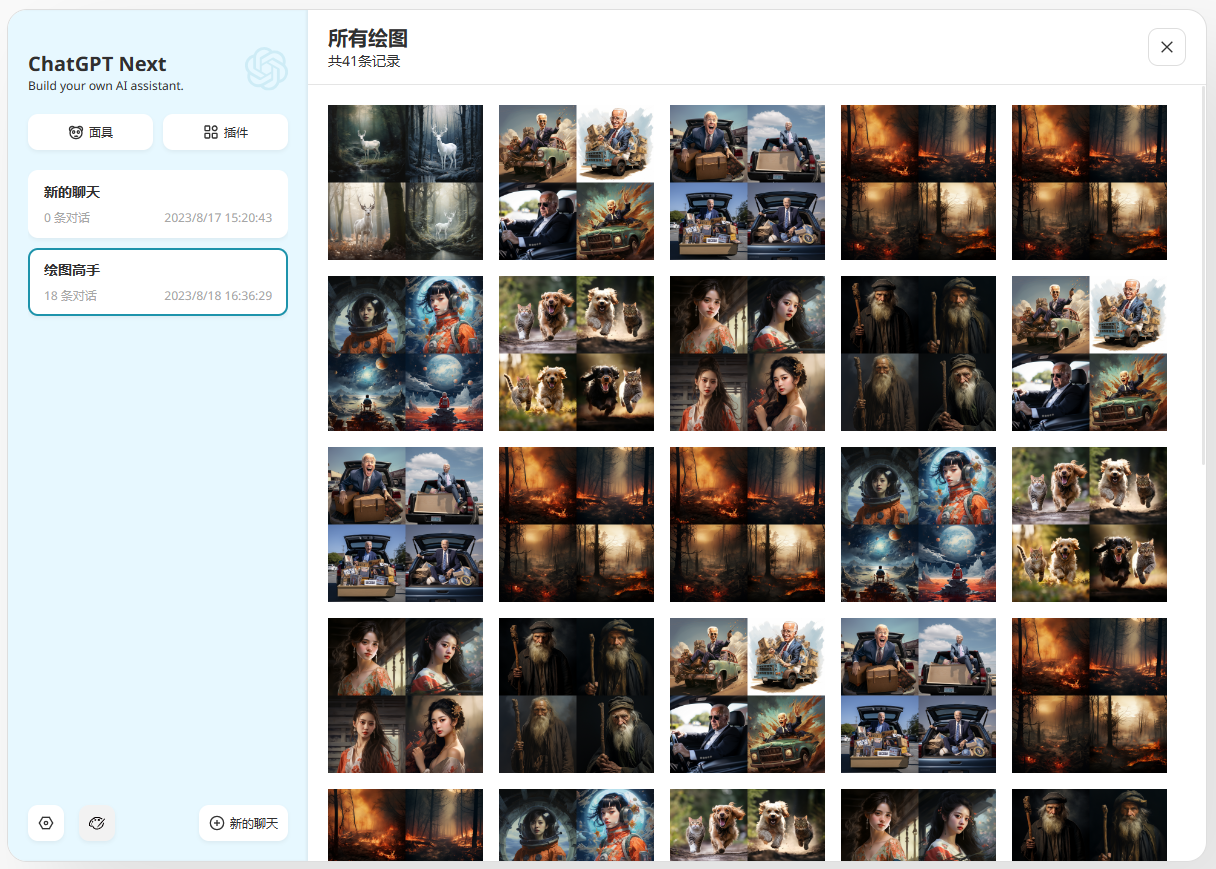 ChatGPT Next
Build your own AI assistant.
面具
插件
新的聊天
0 条对话
2023/8/17 15:20:43
绘图高手
18 条对话
2023/8/18 16:36:29
新的聊天
所有绘图
共41条记录